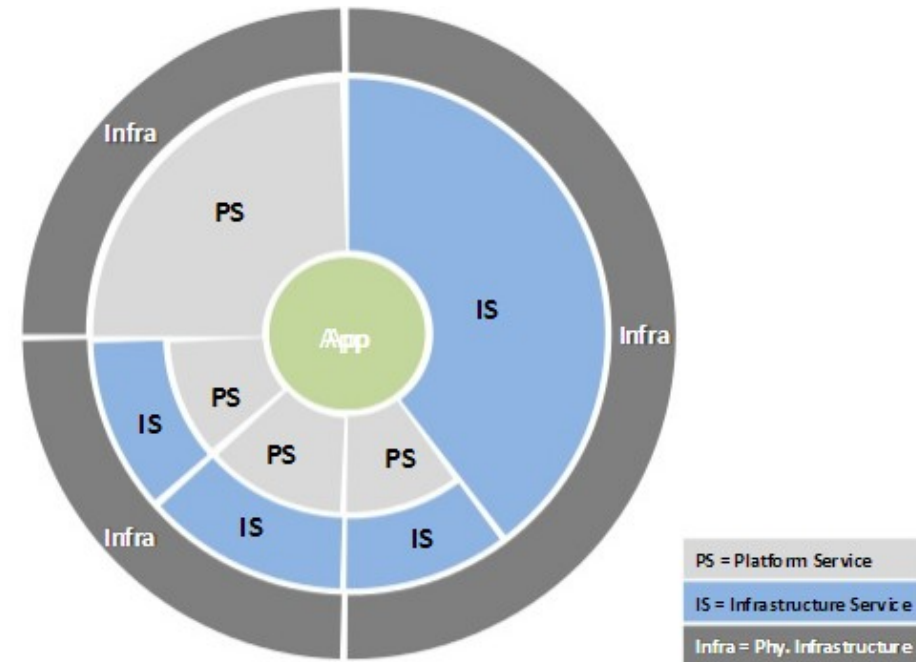 Infra
PS
IS
App
Infra
PS
IS
PS
PS
IS
IS
Infra
PS = Platform Service
IS = Infrastructure Service
Infra = Phy. Infrastructure